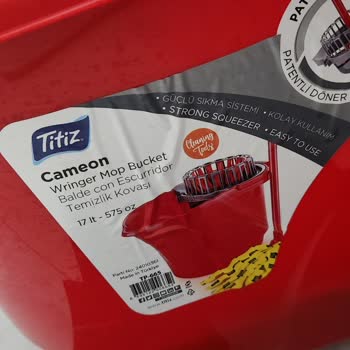 PATENTLİ DÖNER
• GÜÇLÜ SIKMA SİSTEMİ • KOLAY KULLANIM
• STRONG SQUEEZER • EASY TO USE
Titiz
Cleaning
Tools
Cameon
Wringer Mop Bucket
Balde con Escurridor
Temizlik Kovası
17 lt - 575 oz
Made in Türkiye
TP-669